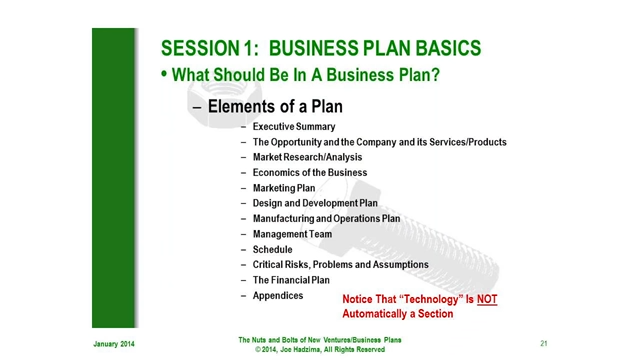 SESSION 1: BUSINESS PLAN BASICS
• What Should Be In A Business Plan?
– Elements of a Plan
– Executive Summary
– The Opportunity and the Company and its Services/Products
– Market Research/Analysis
– Economics of the Business
– Marketing Plan
– Design and Development Plan
– Manufacturing and Operations Plan
– Management Team
– Schedule
– Critical Risks, Problems and Assumptions
– The Financial Plan
– Appendices
Notice That “Technology” Is NOT
Automatically a Section
January 2014
The Nuts and Bolts of New Ventures/Business Plans
© 2014, Joe Hadzima, All Rights Reserved
21